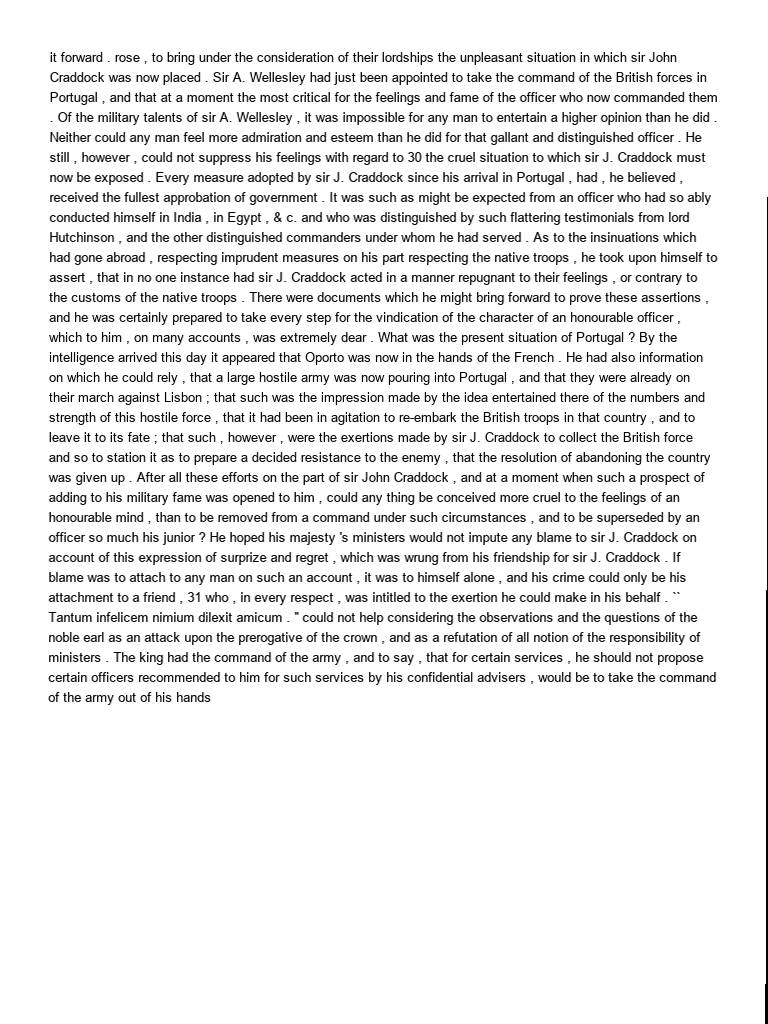 it forward . rose , to bring under the consideration of their lordships the unpleasant situation in which sir John
Craddock was now placed . Sir A. Wellesley had just been appointed to take the command of the British forces in
Portugal , and that at a moment the most critical for the feelings and fame of the officer who now commanded them
. Of the military talents of sir A. Wellesley , it was impossible for any man to entertain a higher opinion than he did .
Neither could any man feel more admiration and esteem than he did for that gallant and distinguished officer . He
still , however , could not suppress his feelings with regard to 30 the cruel situation to which sir J. Craddock must
now be exposed . Every measure adopted by sir J. Craddock since his arrival in Portugal , had , he believed ,
received the fullest approbation of government . It was such as might be expected from an officer who had so ably
conducted himself in India , in Egypt , & c. and who was distinguished by such flattering testimonials from lord
Hutchinson , and the other distinguished commanders under whom he had served . As to the insinuations which
had gone abroad , respecting imprudent measures on his part respecting the native troops , he took upon himself to
assert , that in no one instance had sir J. Craddock acted in a manner repugnant to their feelings , or contrary to
the customs of the native troops . There were documents which he might bring forward to prove these assertions ,
and he was certainly prepared to take every step for the vindication of the character of an honourable officer ,
which to him , on many accounts , was extremely dear . What was the present situation of Portugal ? By the
intelligence arrived this day it appeared that Oporto was now in the hands of the French . He had also information
on which he could rely , that a large hostile army was now pouring into Portugal , and that they were already on
their march against Lisbon ; that such was the impression made by the idea entertained there of the numbers and
strength of this hostile force , that it had been in agitation to re-embark the British troops in that country , and to
leave it to its fate ; that such , however , were the exertions made by sir J. Craddock to collect the British force
and so to station it as to prepare a decided resistance to the enemy , that the resolution of abandoning the country
was given up . After all these efforts on the part of sir John Craddock , and at a moment when such a prospect of
adding to his military fame was opened to him , could any thing be conceived more cruel to the feelings of an
honourable mind , than to be removed from a command under such circumstances , and to be superseded by an
officer so much his junior ? He hoped his majesty 's ministers would not impute any blame to sir J. Craddock on
account of this expression of surprize and regret , which was wrung from his friendship for sir J. Craddock . If
blame was to attach to any man on such an account , it was to himself alone , and his crime could only be his
attachment to a friend , 31 who , in every respect , was intitled to the exertion he could make in his behalf . ``
Tantum infelicem nimium dilexit amicum . " could not help considering the observations and the questions of the
noble earl as an attack upon the prerogative of the crown , and as a refutation of all notion of the responsibility of
ministers . The king had the command of the army , and to say , that for certain services , he should not propose
certain officers recommended to him for such services by his confidential advisers , would be to take the command
of the army out of his hands